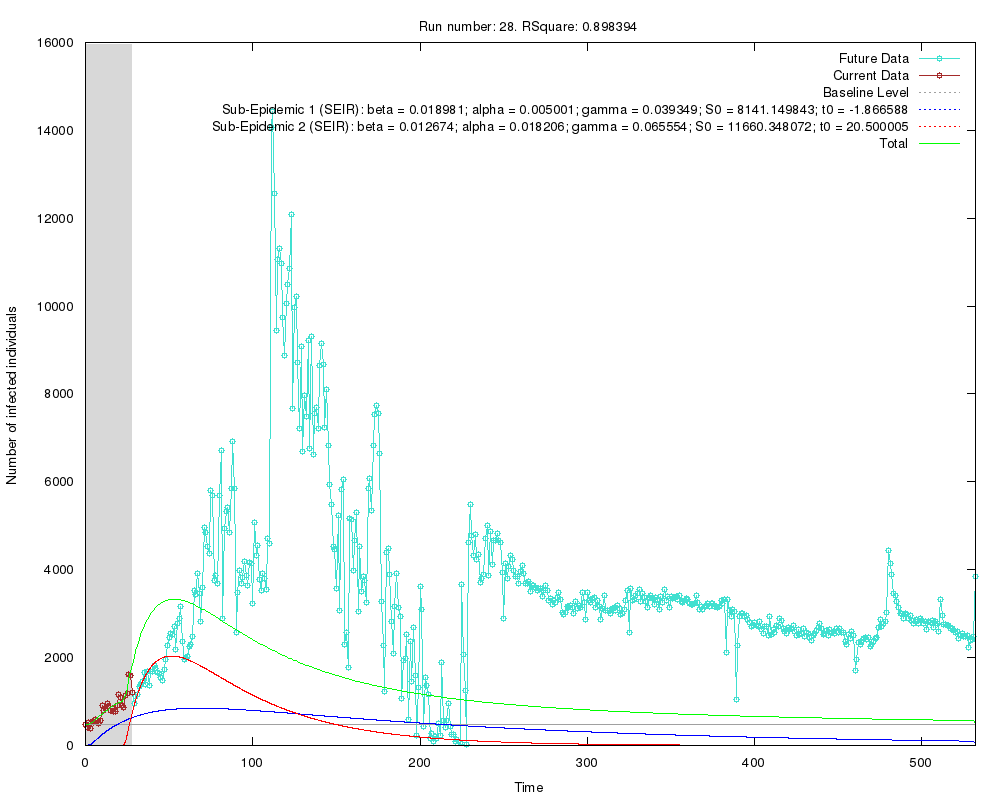 Run number: 28. RSquare: 0.898394
Number of infected individuals
16000
14000
12000
10000
8000
6000
4000
2000
0
Future Data
Current Data
Baseline Level
Sub-Epidemic 1 (SEIR): beta = 0.018981; alpha = 0.005001; gamma = 0.039349; S0 = 8141.149843; t0 = -1.866588
Sub-Epidemic 2 (SEIR): beta = 0.012674; alpha = 0.018206; gamma = 0.065554; S0 = 11660.348072; t0 = 20.500005
Total
0 100 200 300 400 500
Time